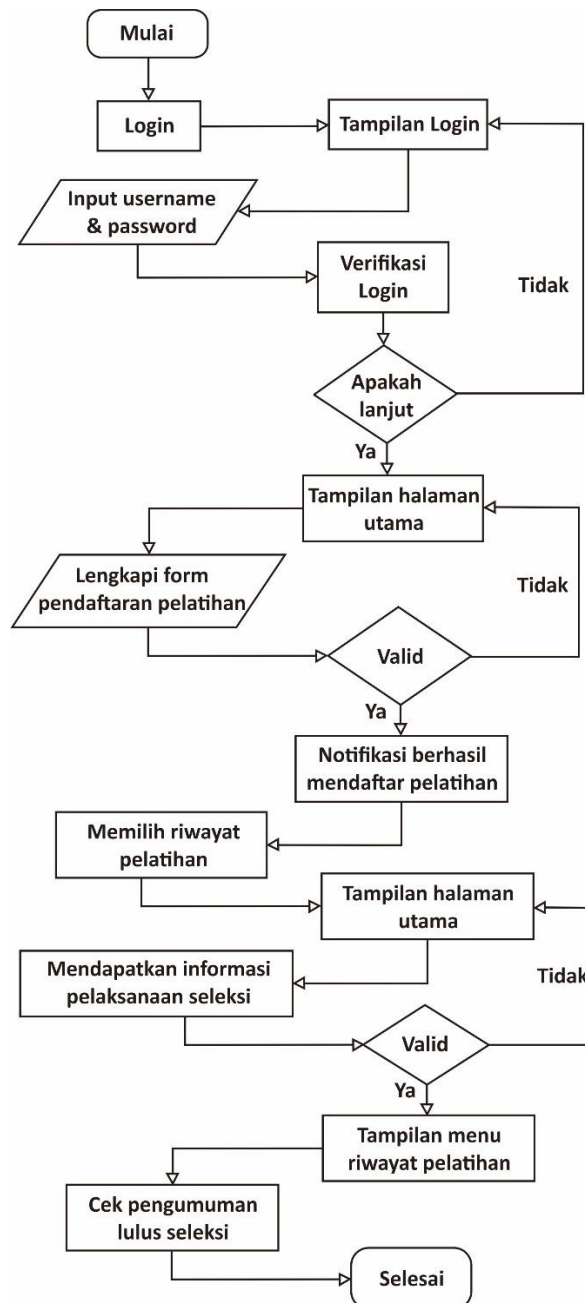 Mulai
Login
Tampilan Login
Input username
& password
Verifikasi
Login
Tidak
Apakah
lanjut
Ya
Tampilan halaman
utama
Lengkapi form
pendaftaran pelatihan
Tidak
Valid
Ya
Notifikasi berhasil
mendaftar pelatihan
Memilih riwayat
pelatihan
Tampilan halaman
utama
Mendapatkan informasi
pelaksanaan seleksi
Tidak
Valid
Ya
Tampilan menu
riwayat pelatihan
Cek pengumuman
lulus seleksi
Selesai